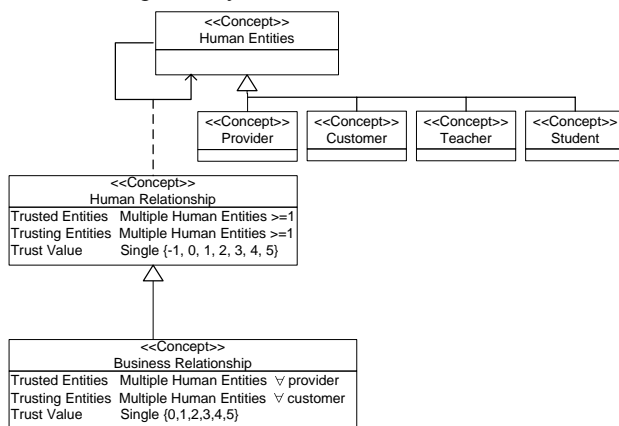 <<Concept>>
Human Entities
<<Concept>>
Provider
<<Concept>>
Customer
<<Concept>>
Teacher
<<Concept>>
Student
<<Concept>>
Human Relationship
Trusted Entities Multiple Human Entities >=1
Trusting Entities Multiple Human Entities >=1
Trust Value Single {-1, 0, 1, 2, 3, 4, 5}
<<Concept>>
Business Relationship
Trusted Entities Multiple Human Entities ∀ provider
Trusting Entities Multiple Human Entities ∀ customer
Trust Value Single {0,1,2,3,4,5}